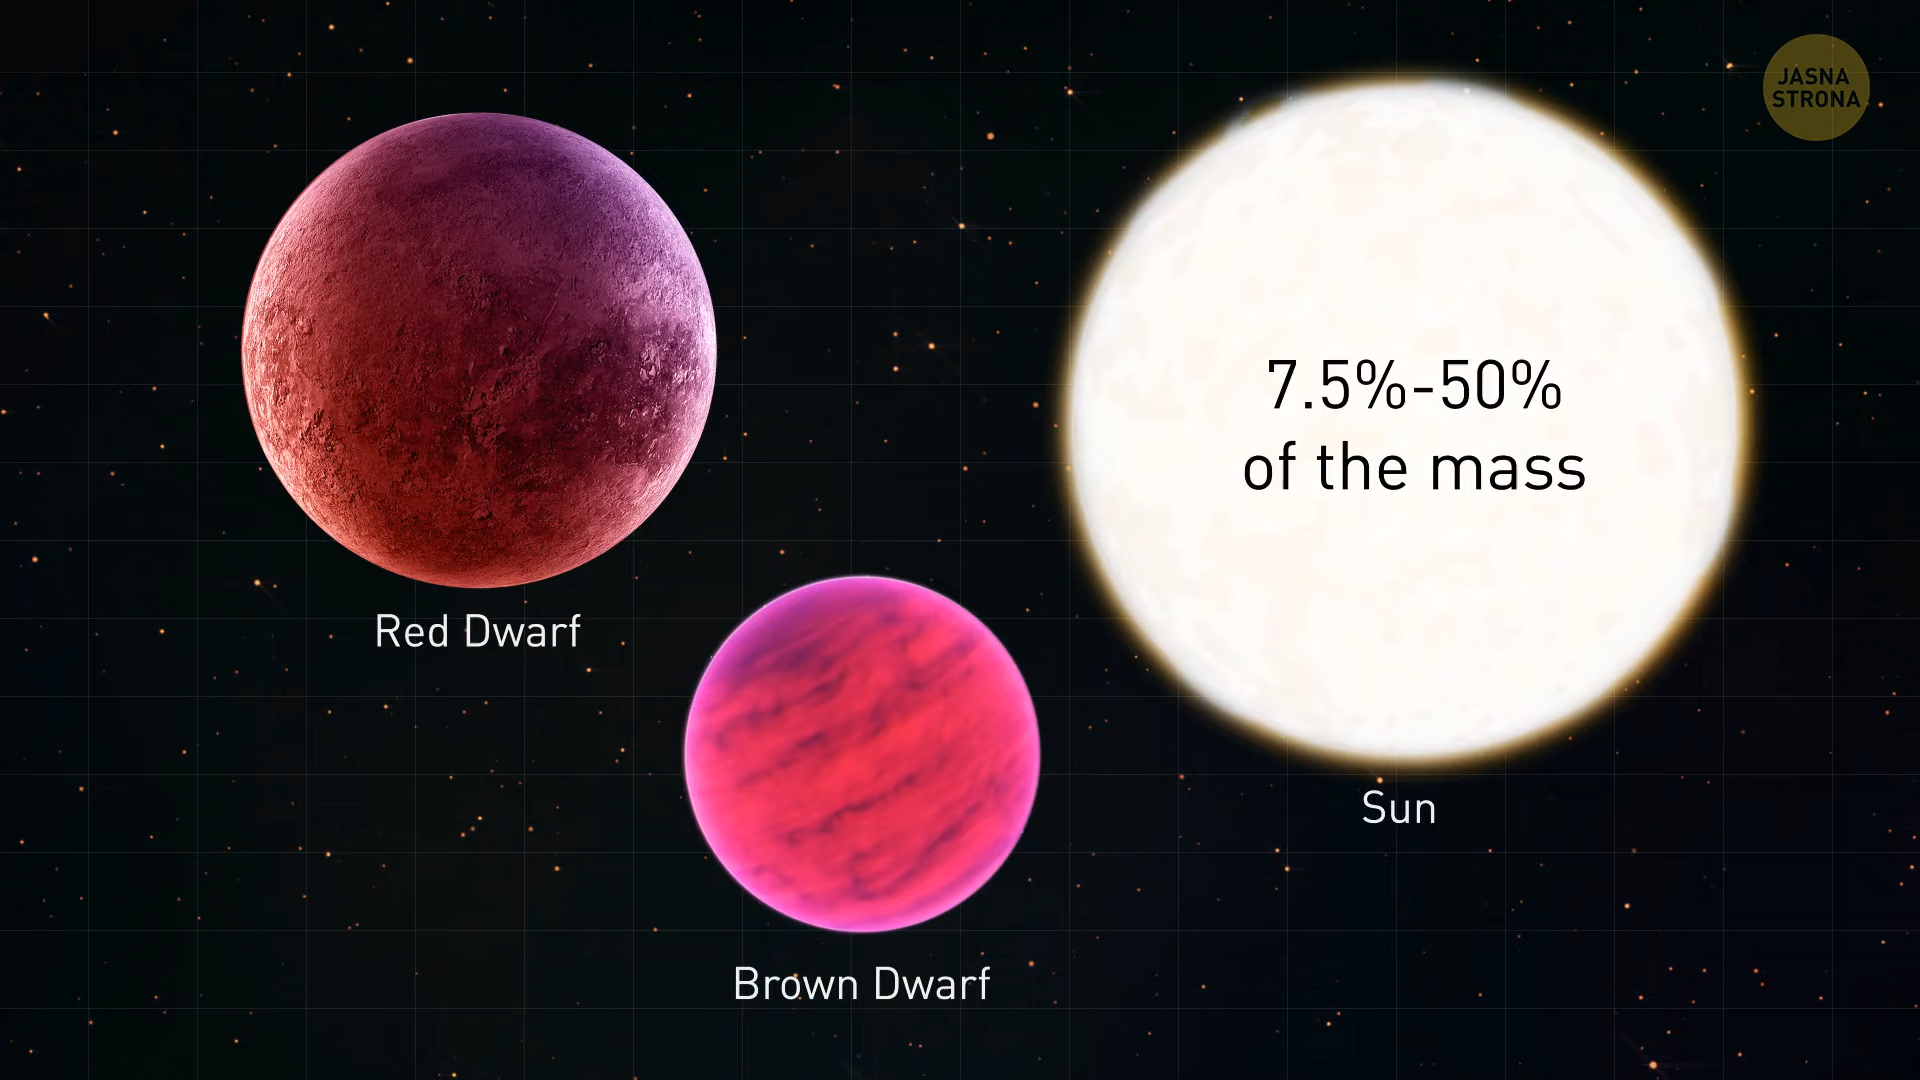 JASNA
STRONA
7.5%-50%
of the mass
Red Dwarf
Sun
Brown Dwarf